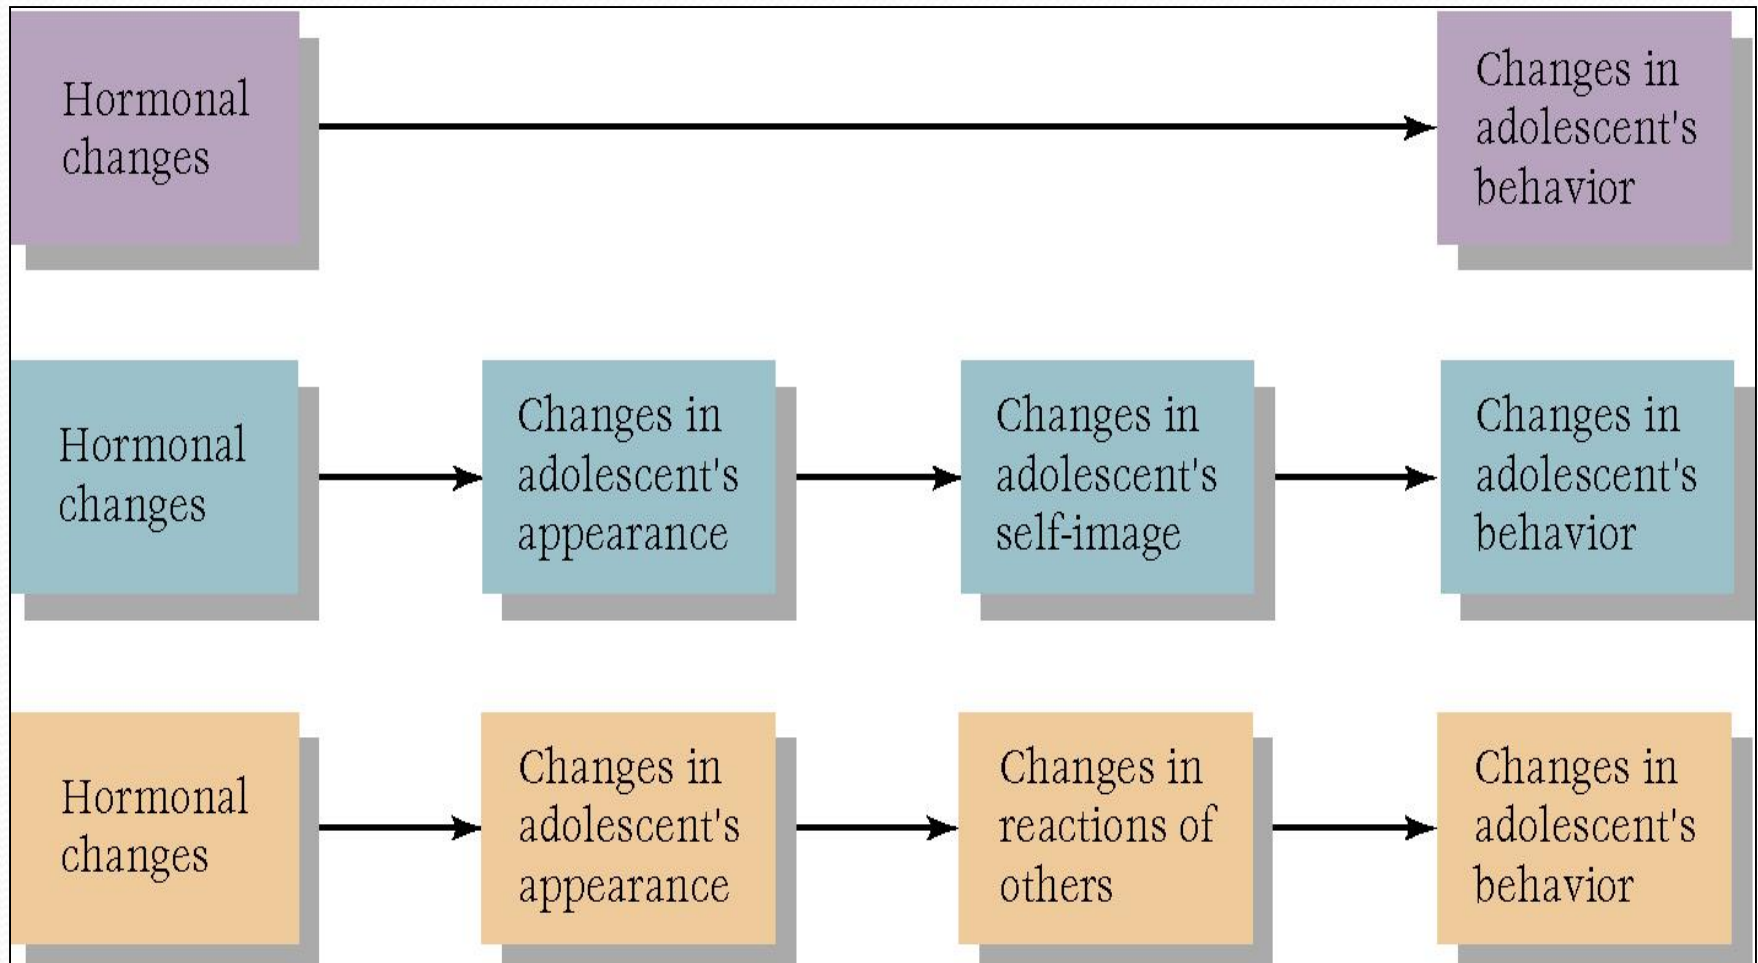 Hormonal
changes
Changes in
adolescent's
behavior
Hormonal
changes
Changes in
adolescent's
appearance
Changes in
adolescent's
self-image
Changes in
adolescent's
behavior
Hormonal
changes
Changes in
adolescent's
appearance
Changes in
reactions of
others
Changes in
adolescent's
behavior